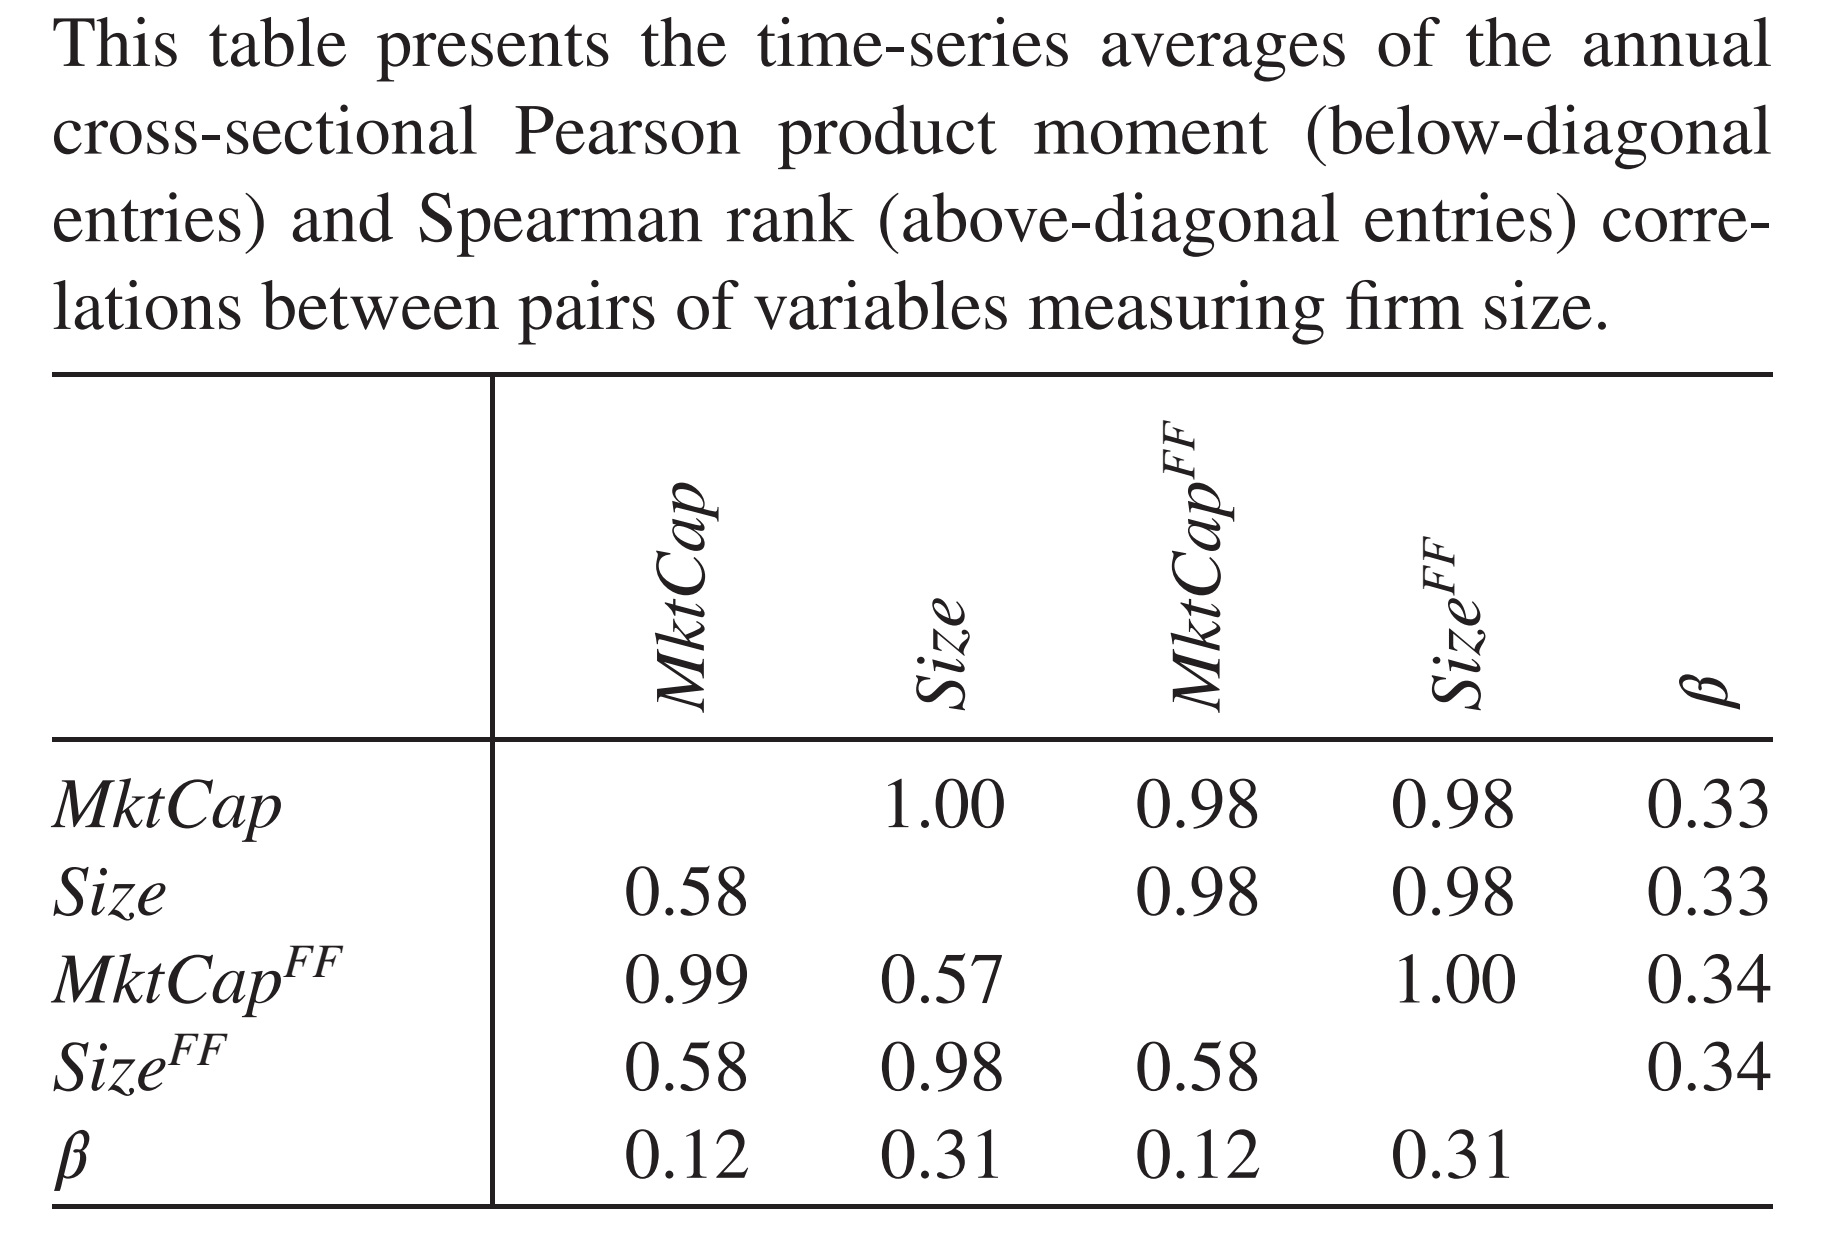 This table presents the time-series averages of the annual
cross-sectional Pearson product moment (below-diagonal
entries) and Spearman rank (above-diagonal entries) corre-
lations between pairs of variables measuring firm size.
MktCap Size MktCap^FF Size^FF β
MktCap 1.00 0.98 0.98 0.33
Size 0.58 0.98 0.98 0.33
MktCap^FF 0.99 0.57 1.00 0.34
Size^FF 0.58 0.98 0.58 0.34
β 0.12 0.31 0.12 0.31